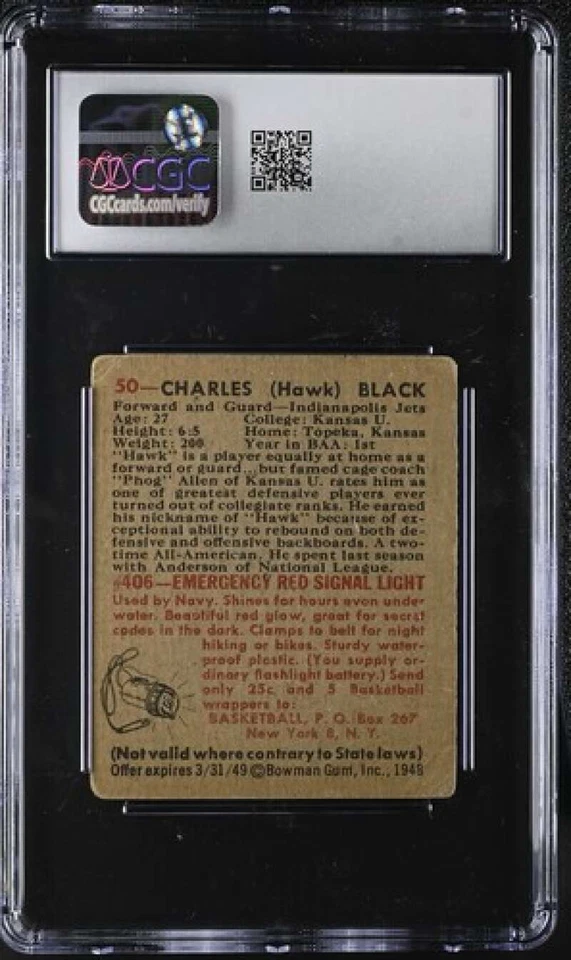 CGC
CGCcards.com/verify
50—CHARLES (Hawk) BLACK
Forward and Guard—Indianapolis Jets
Age: 27 College: Kansas U.
Height: 6:5 Home: Topeka, Kansas
Weight: 200 Year in BAA: 1st
"Hawk" is a player equally at home as a
forward or guard...but famed cage coach
"Phog" Allen of Kansas U. rates him as
one of greatest defensive players ever
turned out of collegiate ranks. He earned
his nickname of "Hawk" because of ex-
ceptional ability to rebound on both de-
fensive and offensive backboards. A two-
time All-American. He spent last season
with Anderson of National League.
#406—EMERGENCY RED SIGNAL LIGHT
Used by Navy. Shines for hours even under
water. Beautiful red glow, great for secret
codes in the dark. Clamps to belt for night
hiking or bikes. Sturdy water-
proof plastic. (You supply or-
dinary flashlight battery.) Send
only 25c and 5 Basketball
wrappers to:
BASKETBALL, P. O. Box 267
New York 8, N. Y.
(Not valid where contrary to State laws)
Offer expires 3/31/49 ©Bowman Gum, Inc., 1948